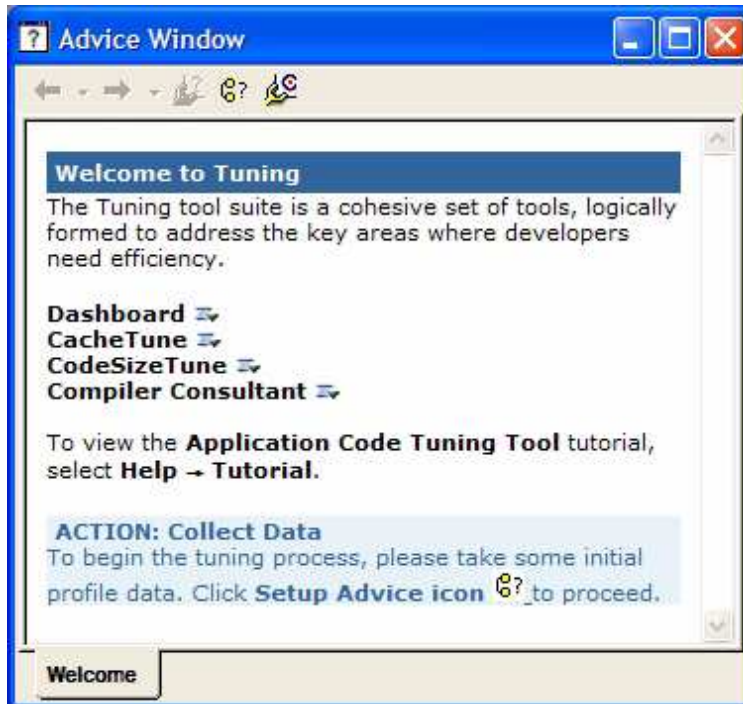 Advice Window
Welcome to Tuning
The Tuning tool suite is a cohesive set of tools, logically
formed to address the key areas where developers
need efficiency.
Dashboard
CacheTune
CodeSizeTune
Compiler Consultant
To view the Application Code Tuning Tool tutorial,
select Help → Tutorial.
ACTION: Collect Data
To begin the tuning process, please take some initial
profile data. Click Setup Advice icon to proceed.
Welcome